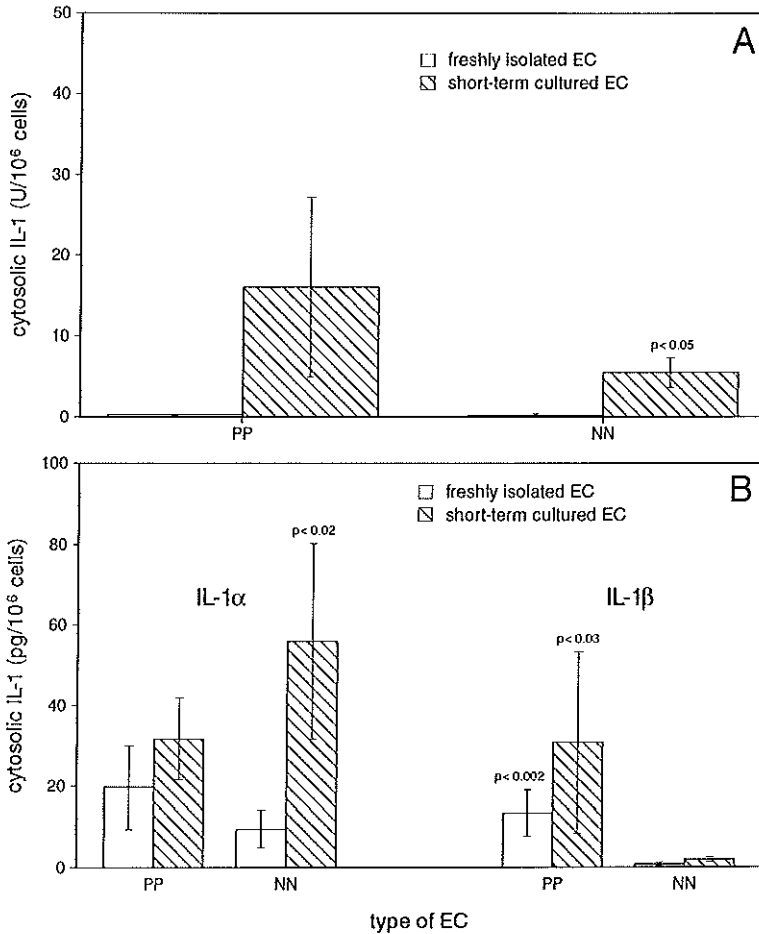 A
freshly isolated EC
short-term cultured EC
cytosolic IL-1 (U/10⁶ cells)
50
40
30
20
10
0
p< 0.05
PP
NN
B
freshly isolated EC
short-term cultured EC
cytosolic IL-1 (pg/10⁶ cells)
100
80
60
40
20
0
p< 0.02
IL-1α
IL-1β
p< 0.03
p< 0.002
PP
NN
PP
NN
type of EC